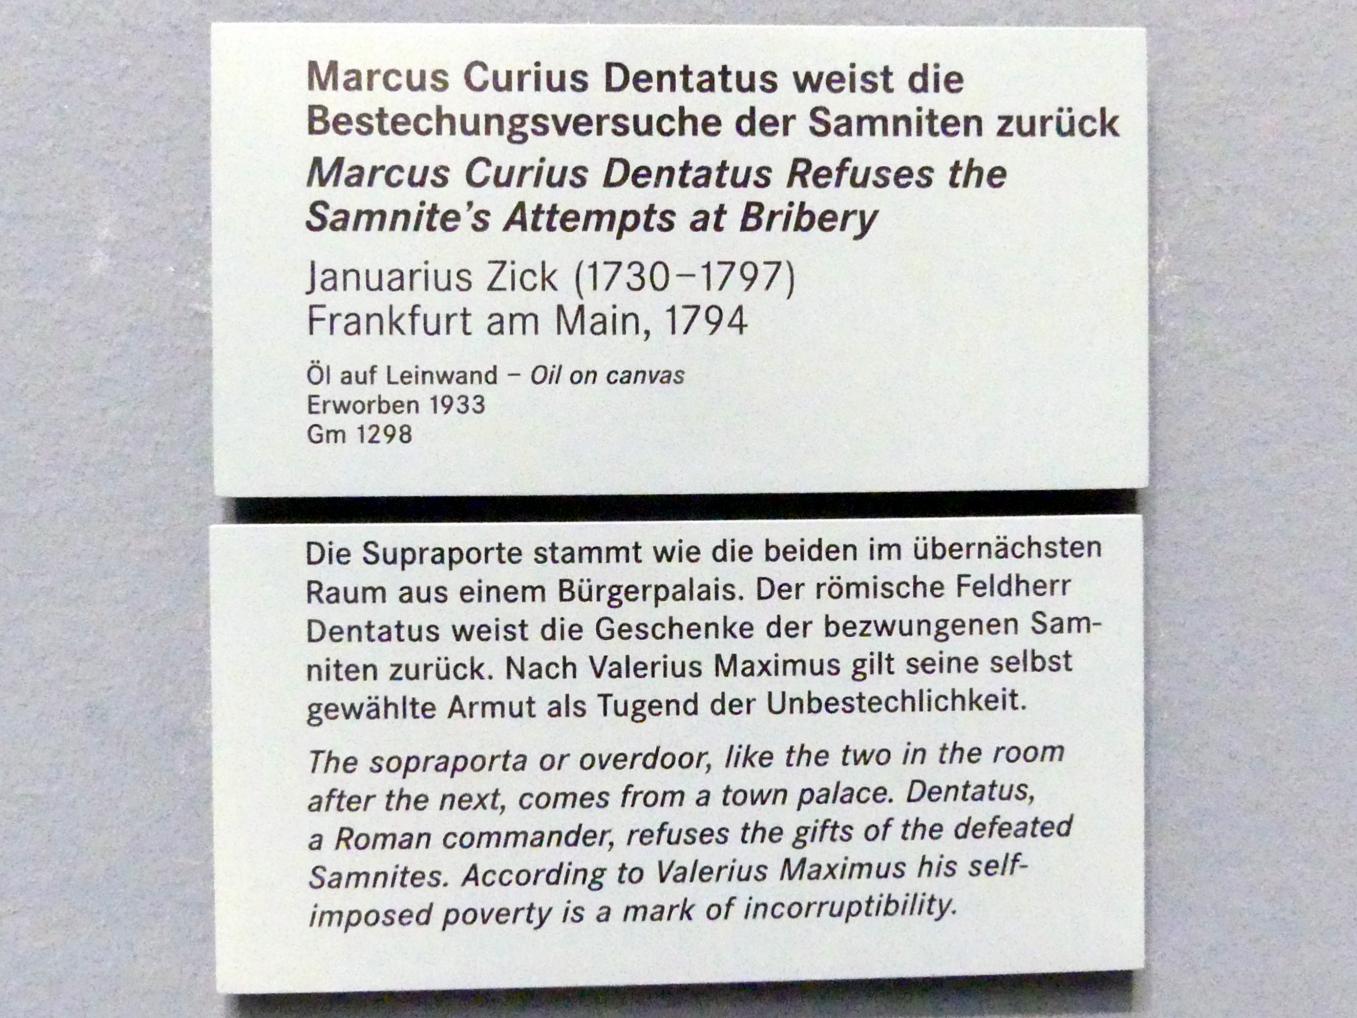 Marcus Curius Dentatus weist die
Bestechungsversuche der Samniten zurück
Marcus Curius Dentatus Refuses the
Samnite's Attempts at Bribery
Januarius Zick (1730–1797)
Frankfurt am Main, 1794
Öl auf Leinwand – Oil on canvas
Erworben 1933
Gm 1298
Die Supraporte stammt wie die beiden im übernächsten
Raum aus einem Bürgerpalais. Der römische Feldherr
Dentatus weist die Geschenke der bezwungenen Sam-
niten zurück. Nach Valerius Maximus gilt seine selbst
gewählte Armut als Tugend der Unbestechlichkeit.
The sopraporta or overdoor, like the two in the room
after the next, comes from a town palace. Dentatus,
a Roman commander, refuses the gifts of the defeated
Samnites. According to Valerius Maximus his self-
imposed poverty is a mark of incorruptibility.